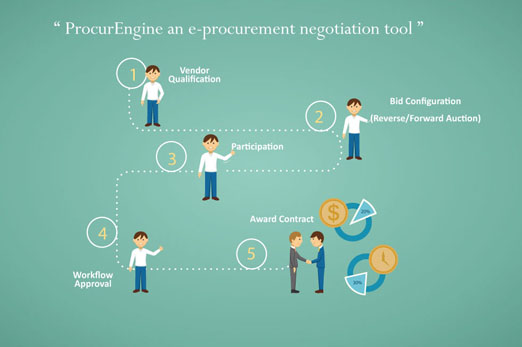 “ ProcurEngine an e-procurement negotiation tool ”
1
Vendor
Qualification
2
Bid Configuration
(Reverse/Forward Auction)
3
Participation
4
Workflow
Approval
5
Award Contract
$
20%
30%